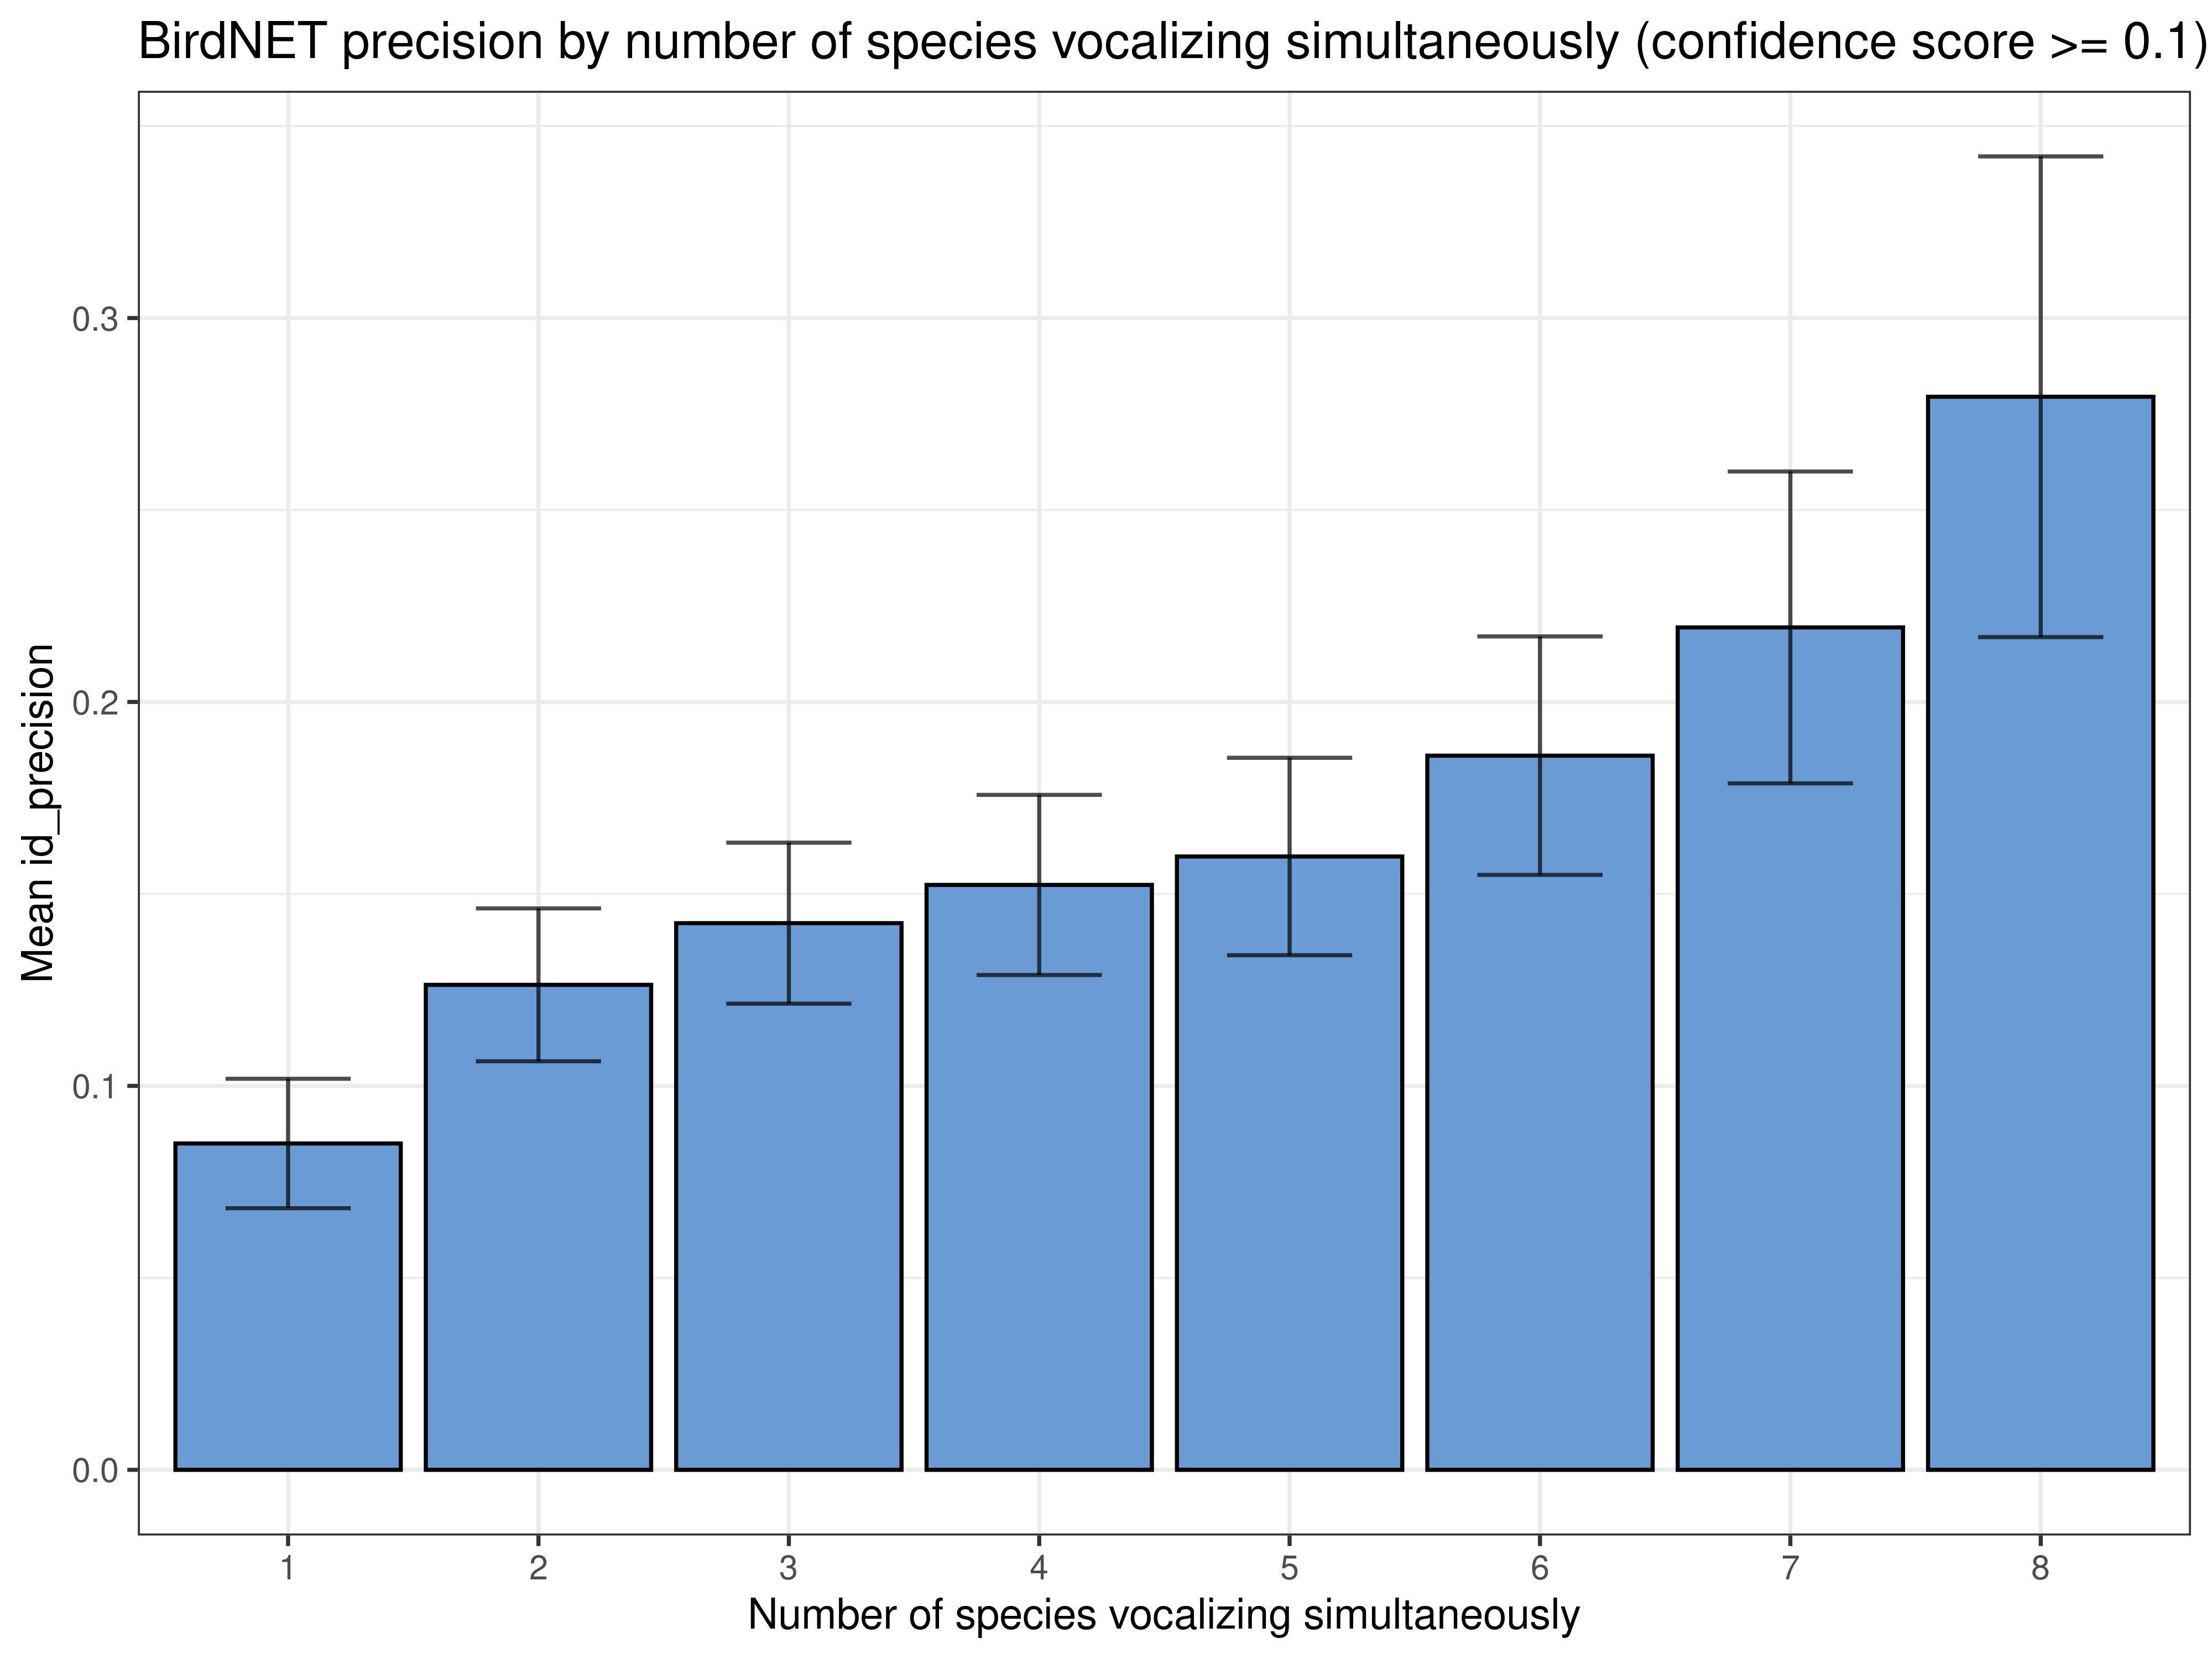 BirdNET precision by number of species vocalizing simultaneously (confidence score >= 0.1)
Mean id_precision
0.3
0.2
0.1
0.0
1 2 3 4 5 6 7 8
Number of species vocalizing simultaneously